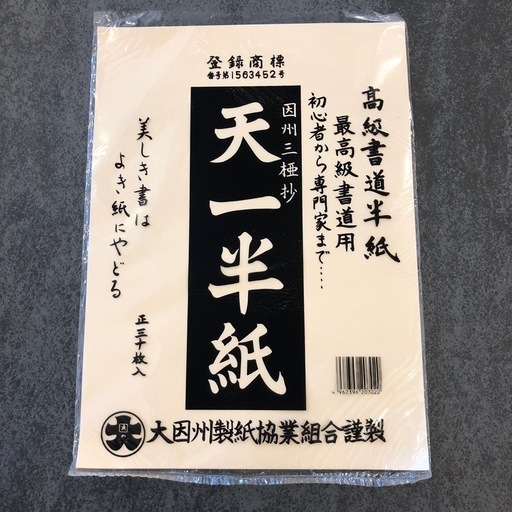 登録商標
番号第1563452号
高級書道半紙
最高級書道用
初心者から専門家まで……
因州三椏抄
天一半紙
美しき書は
よき紙にやどる
正三十枚入
4962396203022
大因州製紙協業組合謹製